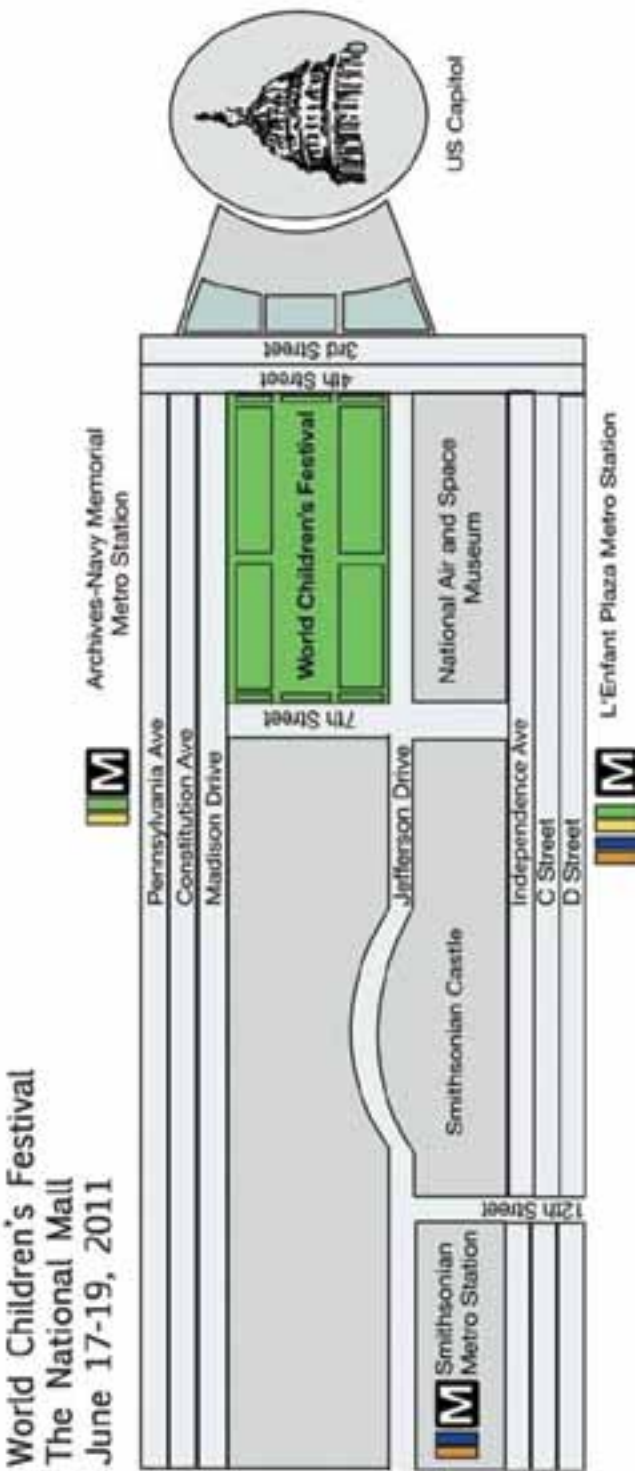 World Children's Festival
The National Mall
June 17-19, 2011
M
Archives-Navy Memorial
Metro Station
Pennsylvania Ave
Constitution Ave
Madison Drive
7th Street
World Children's Festival
4th Street
3rd Street
US Capitol
Jefferson Drive
M
Smithsonian
Metro Station
12th Street
Smithsonian Castle
National Air and Space
Museum
Independence Ave
C Street
D Street
M
L'Enfant Plaza Metro Station